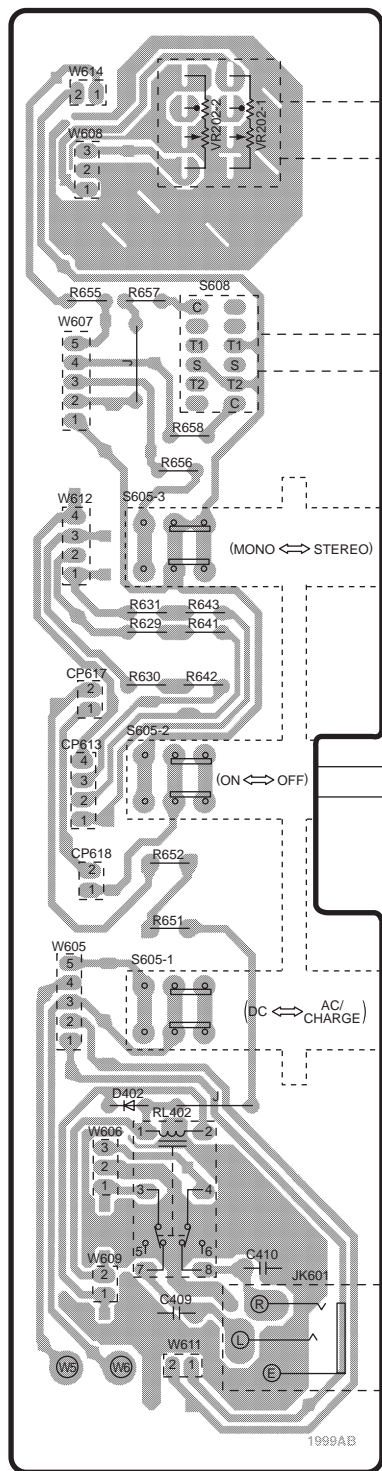 W614
2 1
W608
3
2
1
VR202-2
VR202-1
R655 R657 S608
W607
5
4
3
2
1
J
C
T1 T1
S S
T2 T2
C
R658
R656
W612
S605-3
4
3
2
1
(MONO ⇔ STEREO)
R631 R643
R629 R641
R630 R642
CP617
2
1
S605-2
CP613
4
3
2
1
(ON ⇔ OFF)
CP618
2
1
R652
R651
W605
S605-1
5
4
3
2
1
(DC ⇔ AC/
CHARGE)
D402 J
RL402
W606
3
2
1
1 2
3 4
5 6
7 8
W609
2
1
C410
JK601
C409
R
L
E
W611
2 1
W5 W6
1999AB